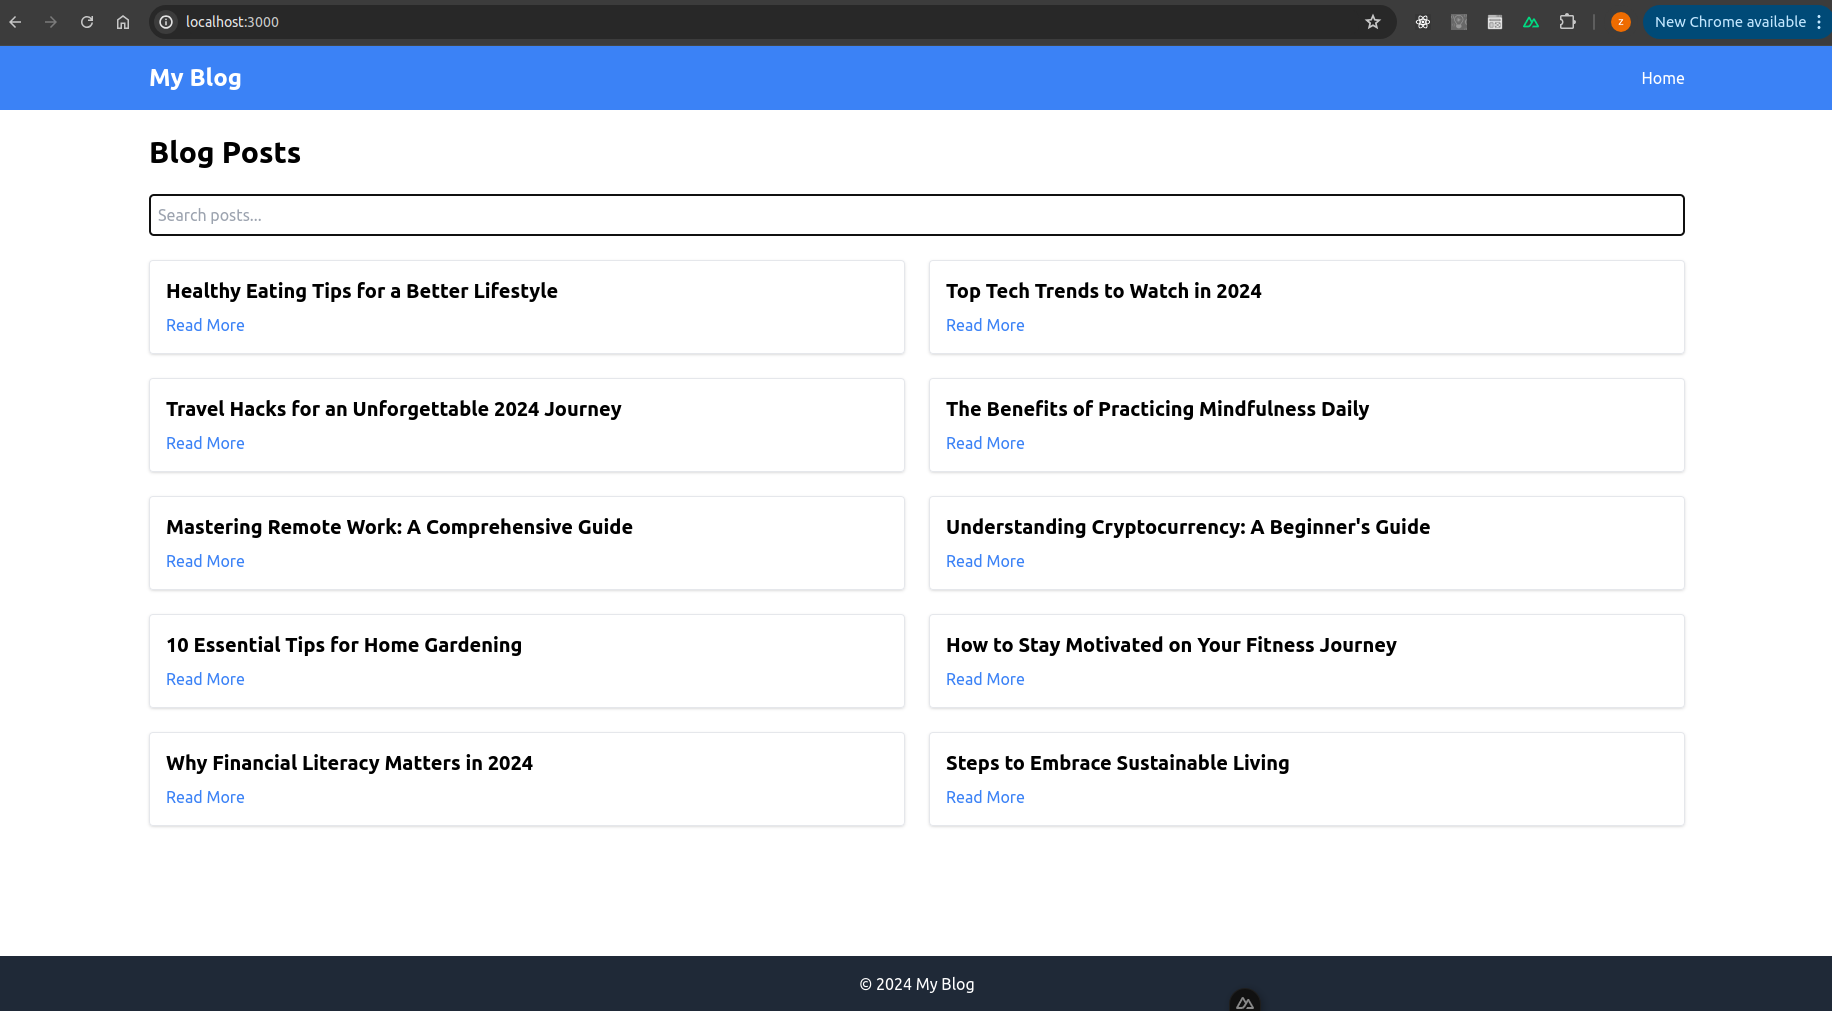 localhost:3000
z
New Chrome available
My Blog
Home
Blog Posts
Search posts...
Healthy Eating Tips for a Better Lifestyle
Read More
Top Tech Trends to Watch in 2024
Read More
Travel Hacks for an Unforgettable 2024 Journey
Read More
The Benefits of Practicing Mindfulness Daily
Read More
Mastering Remote Work: A Comprehensive Guide
Read More
Understanding Cryptocurrency: A Beginner's Guide
Read More
10 Essential Tips for Home Gardening
Read More
How to Stay Motivated on Your Fitness Journey
Read More
Why Financial Literacy Matters in 2024
Read More
Steps to Embrace Sustainable Living
Read More
© 2024 My Blog